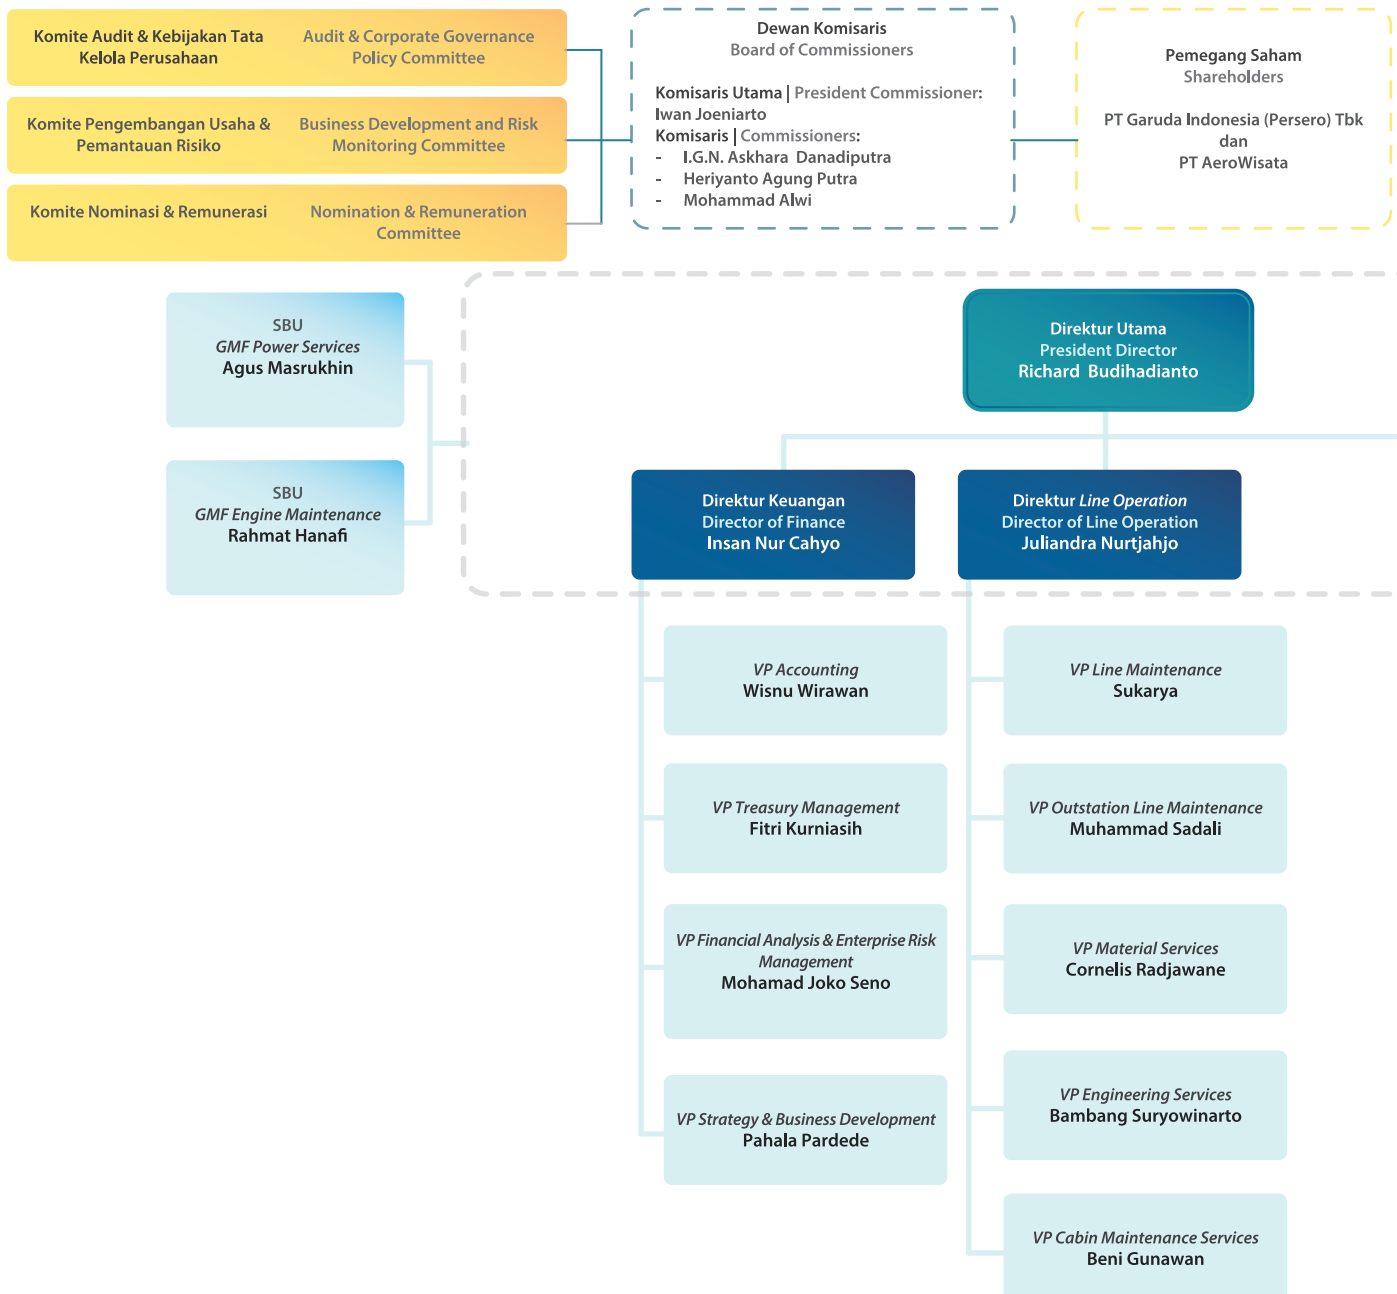 Komite Audit & Kebijakan Tata
Kelola Perusahaan
Audit & Corporate Governance
Policy Committee
Komite Pengembangan Usaha &
Pemantauan Risiko
Business Development and Risk
Monitoring Committee
Komite Nominasi & Remunerasi
Nomination & Remuneration
Committee
Dewan Komisaris
Board of Commissioners
Komisaris Utama | President Commissioner:
Iwan Joeniarto
Komisaris | Commissioners:
- I.G.N. Askhara Danadiputra
- Heriyanto Agung Putra
- Mohammad Alwi
Pemegang Saham
Shareholders
PT Garuda Indonesia (Persero) Tbk
dan
PT AeroWisata
SBU
GMF Power Services
Agus Masrukhin
SBU
GMF Engine Maintenance
Rahmat Hanafi
Direktur Utama
President Director
Richard Budihadianto
Direktur Keuangan
Director of Finance
Insan Nur Cahyo
Direktur Line Operation
Director of Line Operation
Juliandra Nurtjahjo
VP Accounting
Wisnu Wirawan
VP Treasury Management
Fitri Kurniasih
VP Financial Analysis & Enterprise Risk
Management
Mohamad Joko Seno
VP Strategy & Business Development
Pahala Pardede
VP Line Maintenance
Sukarya
VP Outstation Line Maintenance
Muhammad Sadali
VP Material Services
Cornelis Radjawane
VP Engineering Services
Bambang Suryowinarto
VP Cabin Maintenance Services
Beni Gunawan